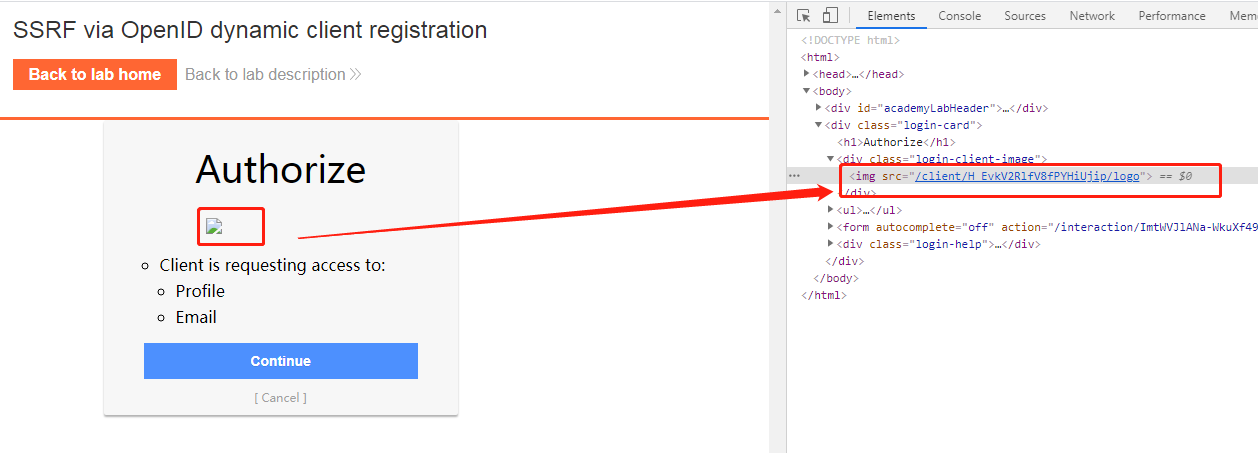 SSRF via OpenID dynamic client registration
Back to lab home Back to lab description
Authorize
Client is requesting access to:
Profile
Email
Continue
[ Cancel ]
Elements Console Sources Network Performance Memory
<!DOCTYPE html>
<html>
<head>…</head>
<body>
<div id="academyLabHeader">…</div>
<div class="login-card">
<h1>Authorize</h1>
<div class="login-client-image">
<img src="/client/H_EvkV2RlfV8fPYHiUjip/logo"> == $0
</div>
<ul>…</ul>
<form autocomplete="off" action="/interaction/ImtWVJlANa-WkuXf49
<div class="login-help">…</div>
</div>
</body>
</html>